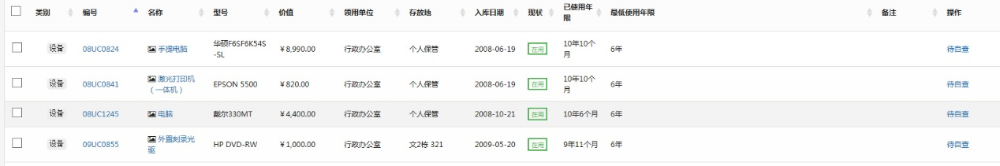 类别 编号 名称 型号 价值 领用单位 存放地 入库日期 现状 已使用年限 最低使用年限 备注 操作
设备 08UC0824 手提电脑 华硕F6SF6K54S-SL ￥8,990.00 行政办公室 个人保管 2008-06-19 在用 10年10个月 6年 待自查
设备 08UC0841 激光打印机（一体机） EPSON 5500 ￥820.00 行政办公室 个人保管 2008-06-19 在用 10年10个月 6年 待自查
设备 08UC1245 电脑 戴尔330MT ￥4,400.00 行政办公室 个人保管 2008-10-21 在用 10年6个月 6年 待自查
设备 09UC0855 外置刻录光驱 HP DVD-RW ￥1,000.00 行政办公室 文2栋 321 2009-05-20 在用 9年11个月 6年 待自查